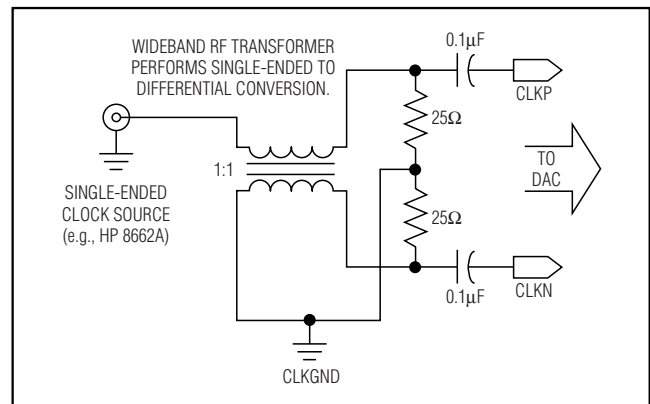 WIDEBAND RF TRANSFORMER
PERFORMS SINGLE-ENDED TO
DIFFERENTIAL CONVERSION.
0.1μF
CLKP
25Ω
1:1
TO
DAC
SINGLE-ENDED
CLOCK SOURCE
(e.g., HP 8662A)
25Ω
0.1μF
CLKN
CLKGND